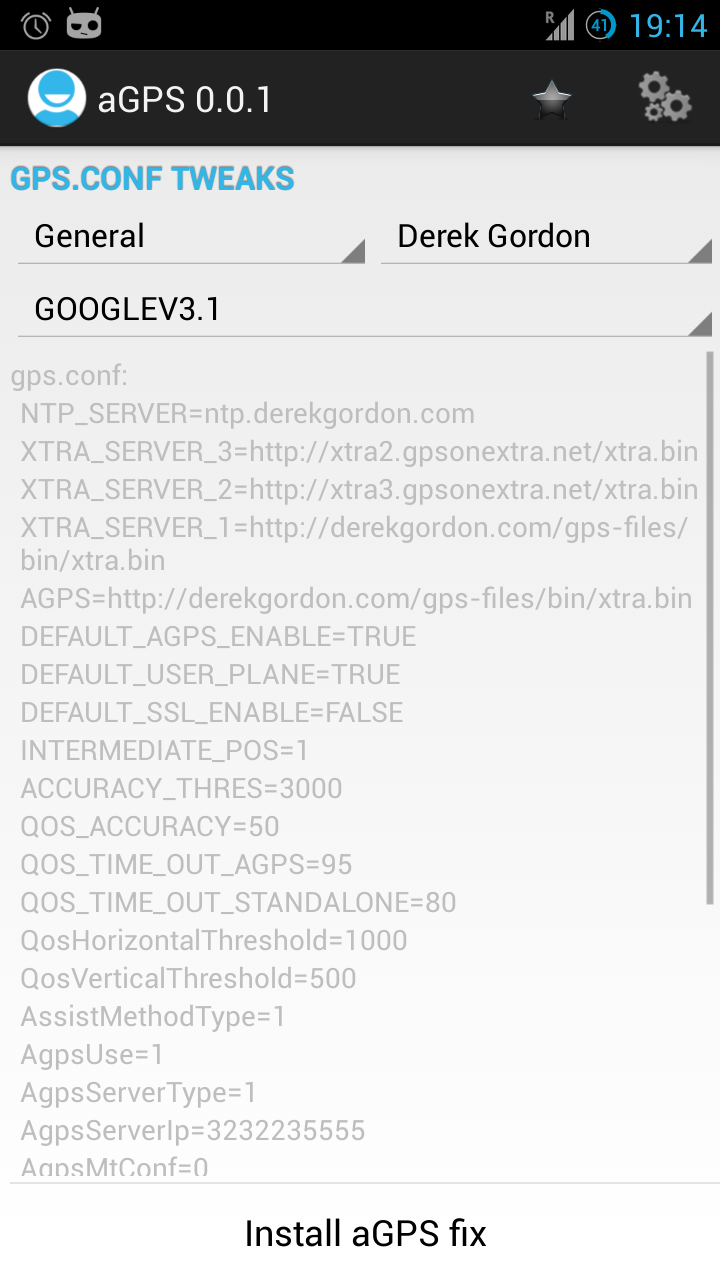 R 41 19:14
aGPS 0.0.1
GPS.CONF TWEAKS
General Derek Gordon
GOOGLEV3.1
gps.conf:
NTP_SERVER=ntp.derekgordon.com
XTRA_SERVER_3=http://xtra2.gpsonextra.net/xtra.bin
XTRA_SERVER_2=http://xtra3.gpsonextra.net/xtra.bin
XTRA_SERVER_1=http://derekgordon.com/gps-files/
bin/xtra.bin
AGPS=http://derekgordon.com/gps-files/bin/xtra.bin
DEFAULT_AGPS_ENABLE=TRUE
DEFAULT_USER_PLANE=TRUE
DEFAULT_SSL_ENABLE=FALSE
INTERMEDIATE_POS=1
ACCURACY_THRES=3000
QOS_ACCURACY=50
QOS_TIME_OUT_AGPS=95
QOS_TIME_OUT_STANDALONE=80
QosHorizontalThreshold=1000
QosVerticalThreshold=500
AssistMethodType=1
AgpsUse=1
AgpsServerType=1
AgpsServerIp=3232235555
AgpsMtConf=0
Install aGPS fix